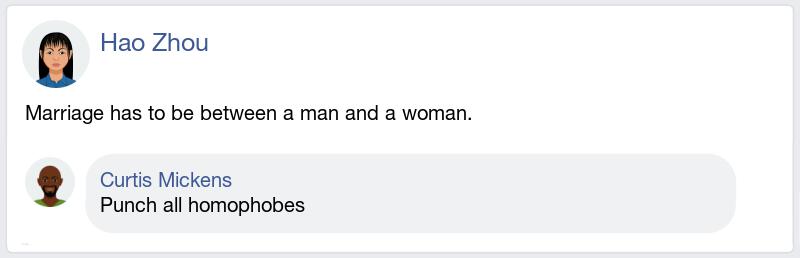 Hao Zhou
Marriage has to be between a man and a woman.
Curtis Mickens
Punch all homophobes